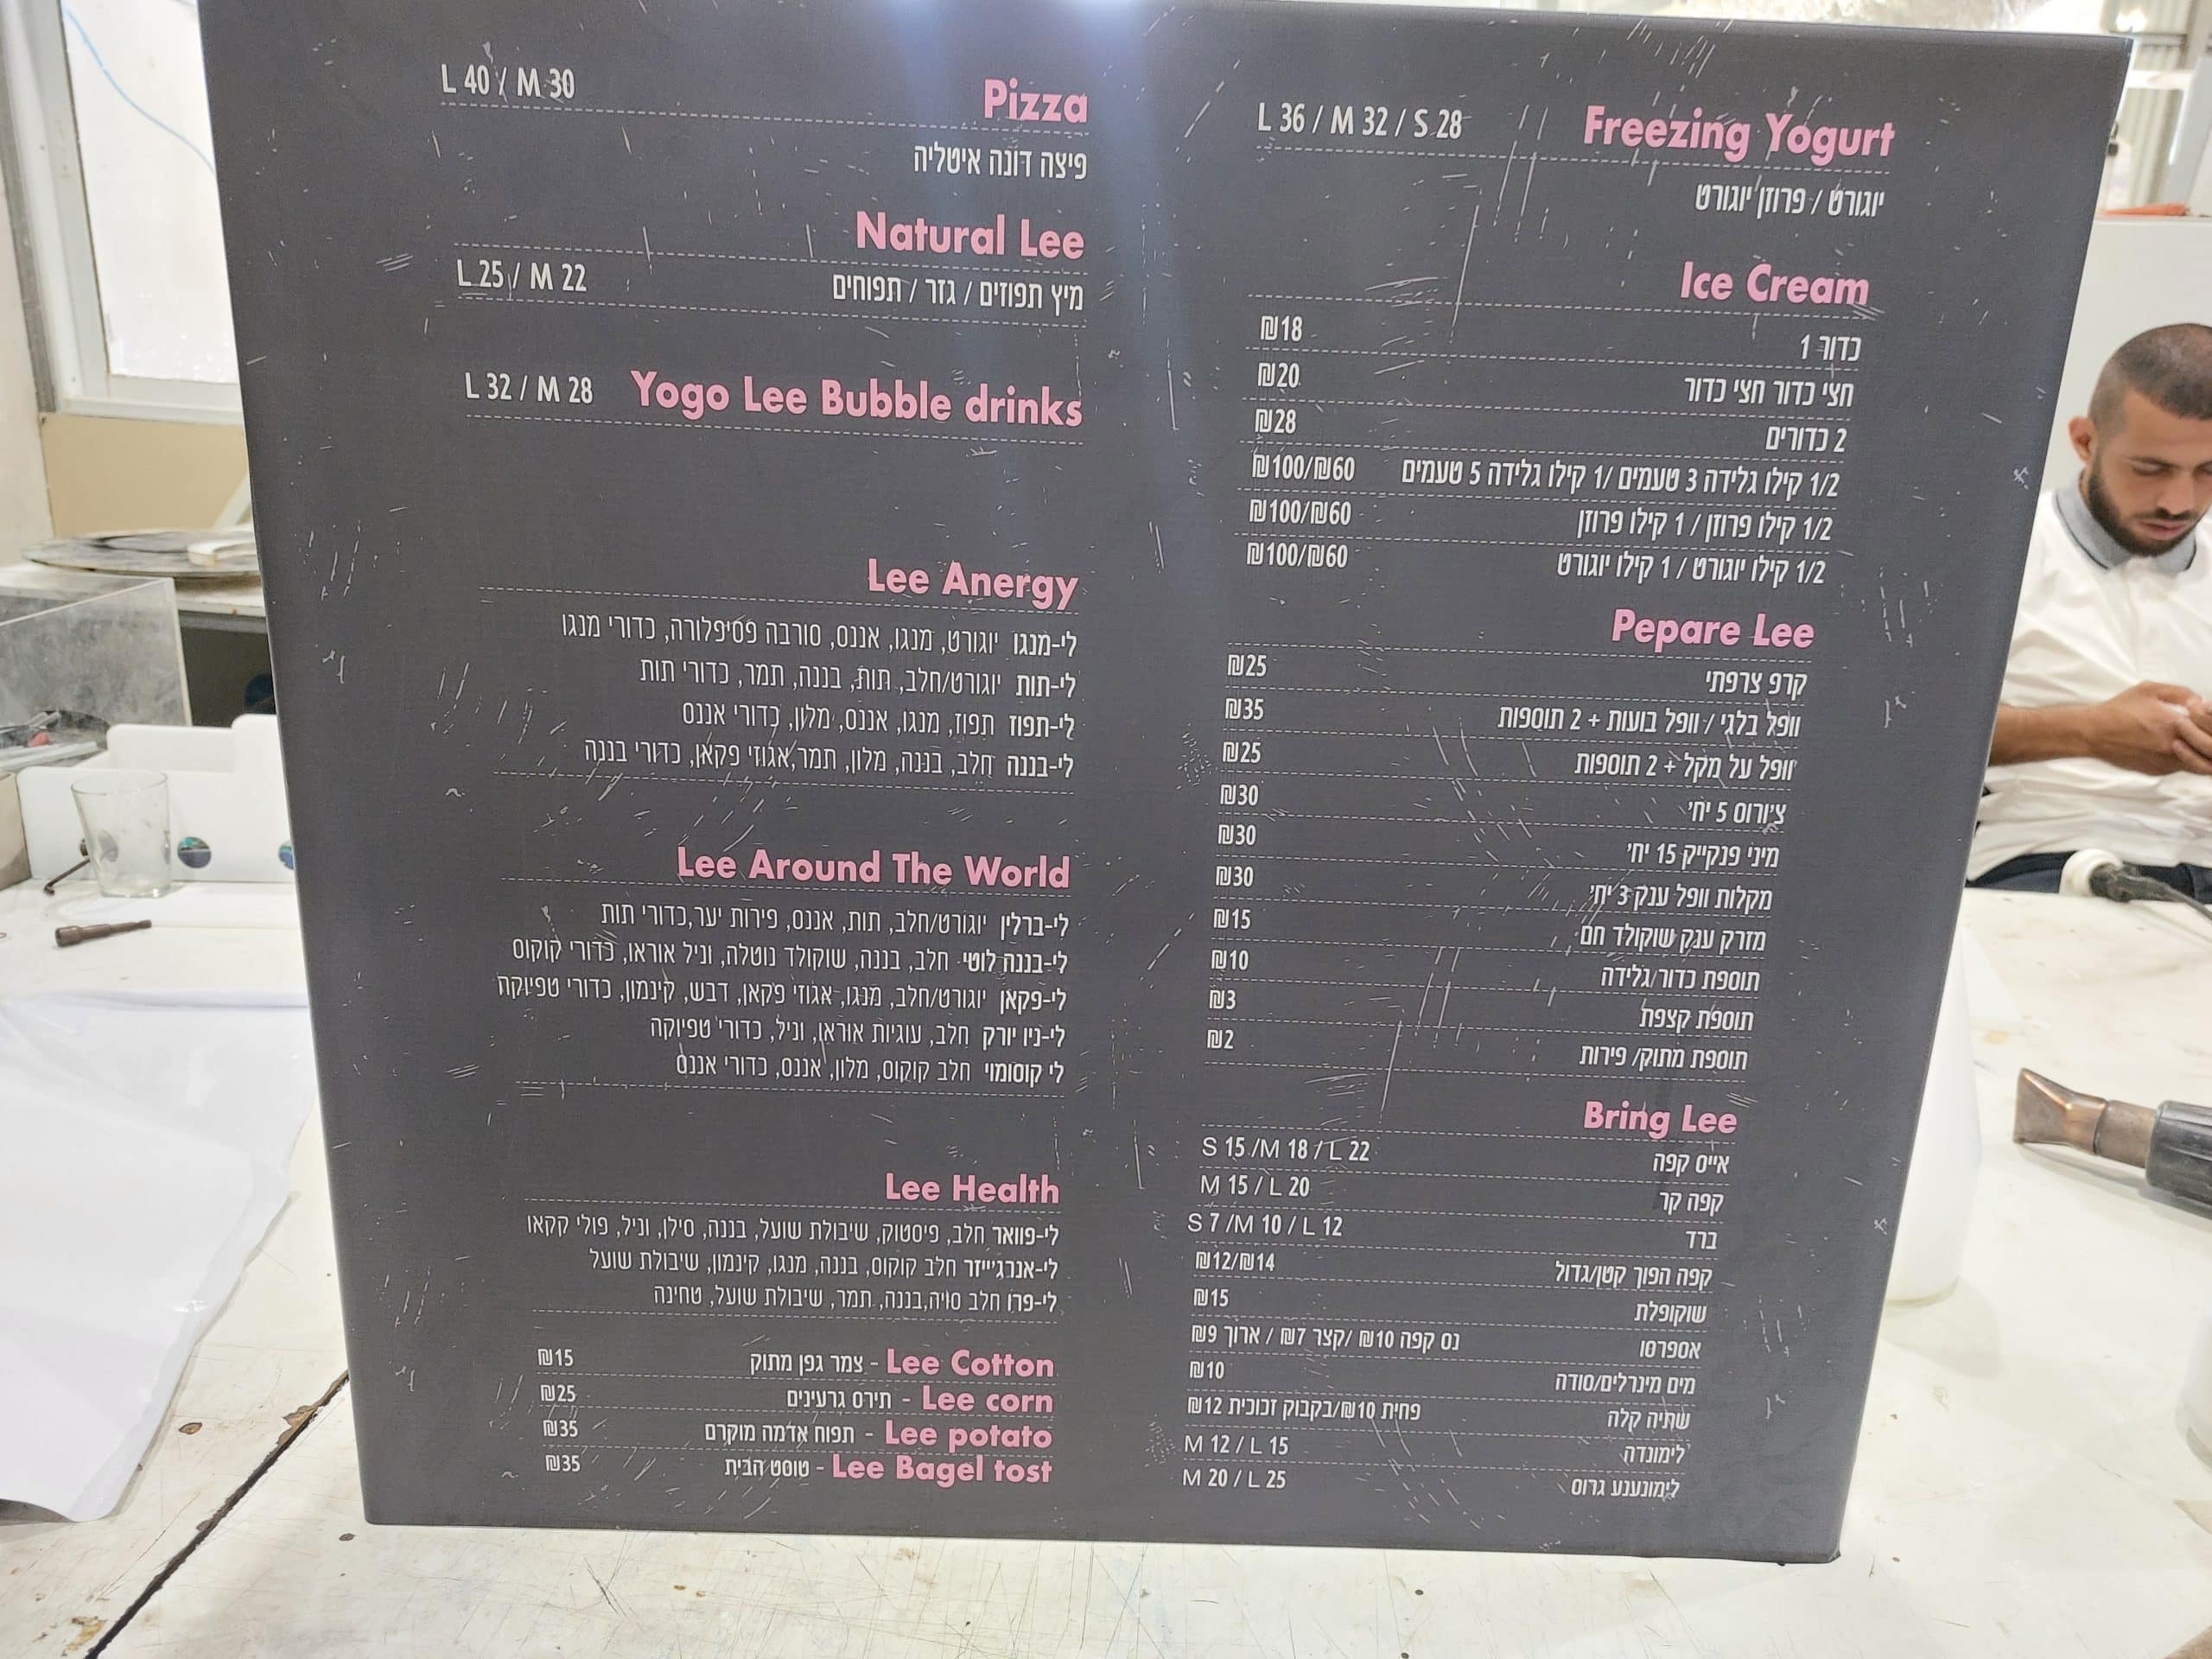 Freezing Yogurt L 36 / M 32 / S 28
יוגורט / פרוזן יוגורט
Ice Cream
כדור 1 ₪18
חצי כדור חצי כדור ₪20
2 כדורים ₪28
1/2 קילו גלידה 3 טעמים /1 קילו גלידה 5 טעמים ₪100/₪60
1/2 קילו פרוזן / 1 קילו פרוזן ₪100/₪60
1/2 קילו יוגורט / 1 קילו יוגורט ₪100/₪60
Pepare Lee
קרפ צרפתי ₪25
וופל בלגי / וופל בועות + 2 תוספות ₪35
וופל על מקל + 2 תוספות ₪25
צ'ורוס 5 יח' ₪30
מיני פנקייק 15 יח' ₪30
מקלות וופל ענק 3 יח' ₪30
מזרק ענק שוקולד חם ₪15
תוספת כדור/גלידה ₪10
תוספת קצפת ₪3
תוספת מתוק/ פירות ₪2
Bring Lee
אייס קפה S 15 /M 18 / L 22
קפה קר M 15 / L 20
ברד S 7 /M 10 / L 12
קפה הפוך קטן/גדול ₪12/₪14
שוקופלת ₪15
אספרסו נס קפה ₪10 /קצר ₪7 / ארוך ₪9
מים מינרלים/סודה ₪10
שתיה קלה פחית ₪10/בקבוק זכוכית ₪12
לימונדה M 12 / L 15
לימונענע גרוס M 20 / L 25
Pizza L 40 / M 30
פיצה דונה איטליה
Natural Lee
מיץ תפוזים / גזר / תפוחים L 25 / M 22
Yogo Lee Bubble drinks L 32 / M 28
Lee Anergy
לי-מנגו יוגורט, מנגו, אננס, סורבה פסיפלורה, כדורי מנגו
לי-תות יוגורט/חלב, תות, בננה, תמר, כדורי תות
לי-תפוז תפוז, מנגו, אננס, מלון, כדורי אננס
לי-בננה חלב, בננה, מלון, תמר,אגוזי פקאן, כדורי בננה
Lee Around The World
לי-ברלין יוגורט/חלב, תות, אננס, פירות יער,כדורי תות
לי-בננה לוטי חלב, בננה, שוקולד נוטלה, וניל אוראו, כדורי קוקוס
לי-פקאן יוגורט/חלב, מנגו, אגוזי פקאן, דבש, קינמון, כדורי טפיוקה
לי-ניו יורק חלב, עוגיות אוראו, וניל, כדורי טפיוקה
לי קוסומוי חלב קוקוס, מלון, אננס, כדורי אננס
Lee Health
לי-פוואר חלב, פיסטוק, שיבולת שועל, בננה, סילן, וניל, פולי קקאו
לי-אנרג'ייזר חלב קוקוס, בננה, מנגו, קינמון, שיבולת שועל
לי-פרו חלב סויה,בננה, תמר, שיבולת שועל, טחינה
Lee Cotton - צמר גפן מתוק ₪15
Lee corn - תירס גרעינים ₪25
Lee potato - תפוח אדמה מוקרם ₪35
Lee Bagel tost - טוסט הבית ₪35